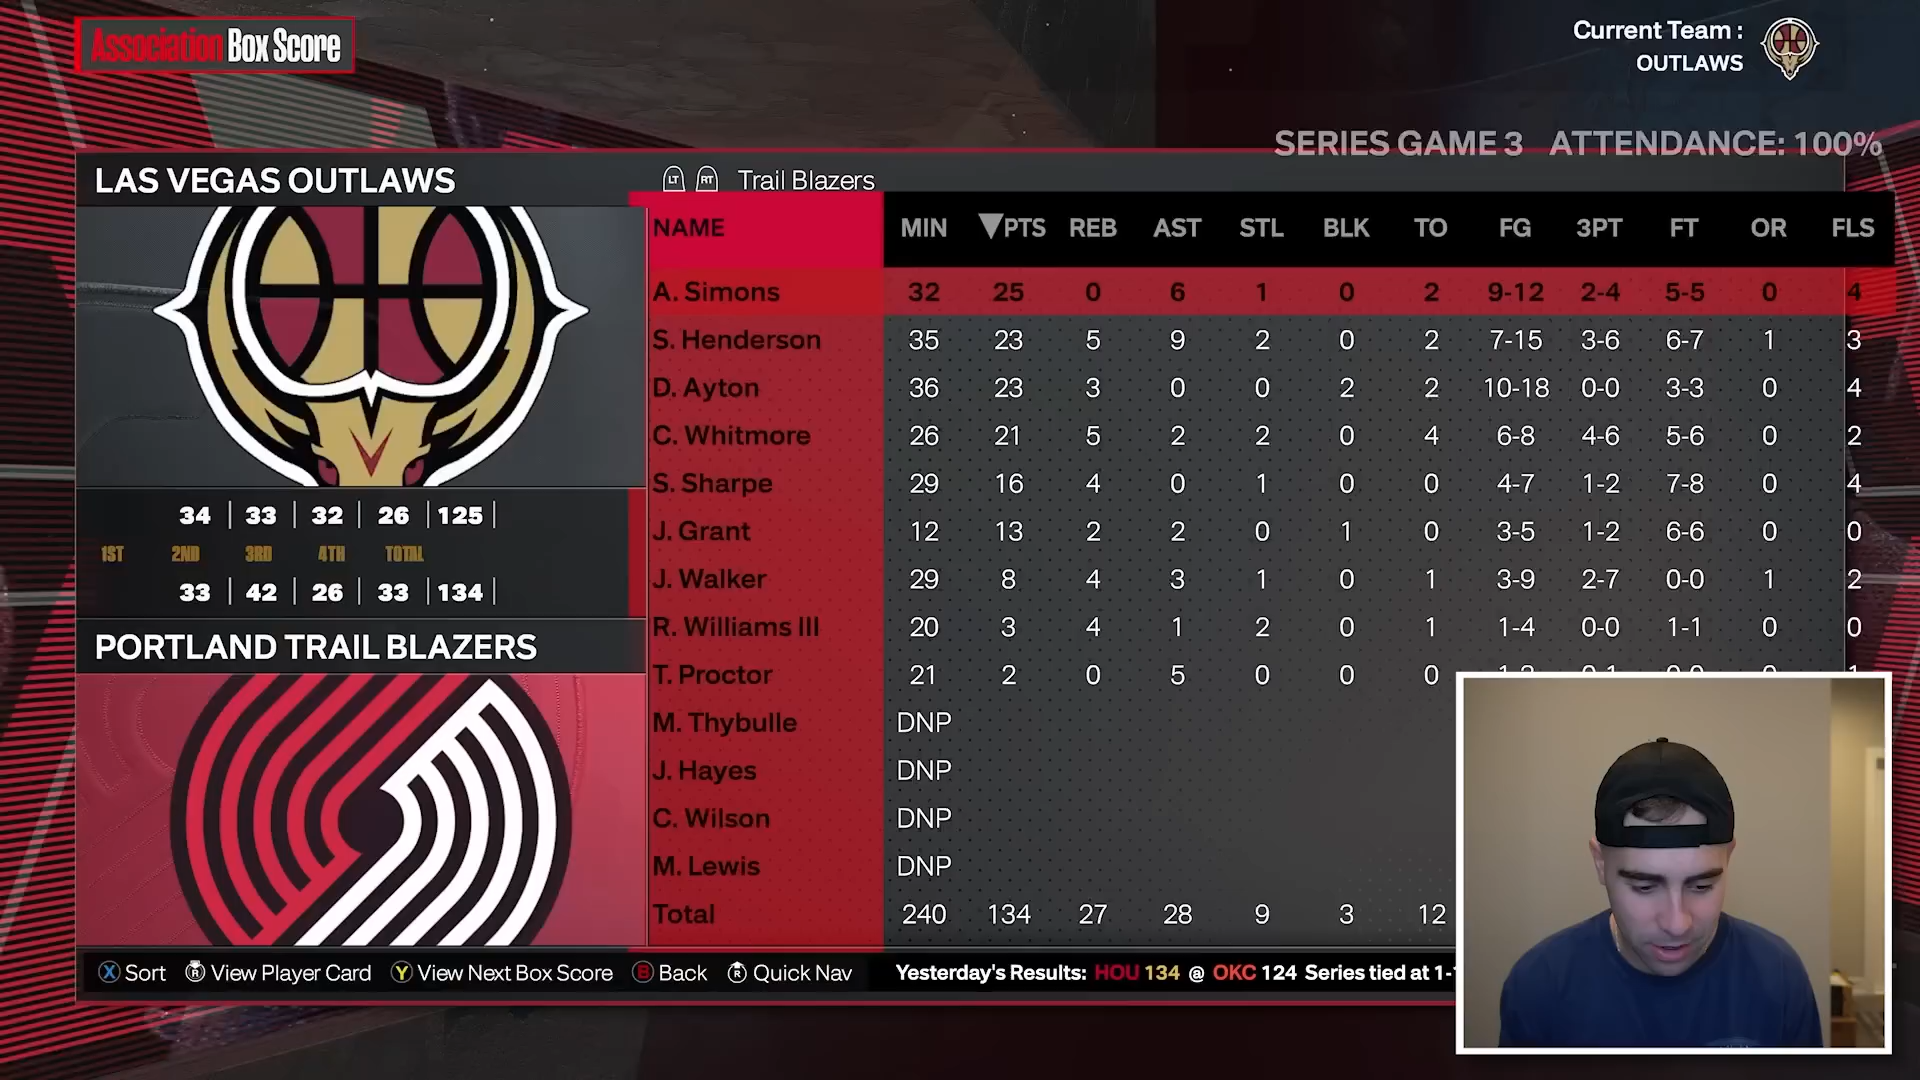 Association Box Score
Current Team :
OUTLAWS
SERIES GAME 3 ATTENDANCE: 100%
LAS VEGAS OUTLAWS
LT RT Trail Blazers
NAME MIN PTS REB AST STL BLK TO FG 3PT FT OR FLS
A. Simons 32 25 0 6 1 0 2 9-12 2-4 5-5 0 4
S. Henderson 35 23 5 9 2 0 2 7-15 3-6 6-7 1 3
D. Ayton 36 23 3 0 0 2 2 10-18 0-0 3-3 0 4
C. Whitmore 26 21 5 2 2 0 4 6-8 4-6 5-6 0 2
S. Sharpe 29 16 4 0 1 0 0 4-7 1-2 7-8 0 4
J. Grant 12 13 2 2 0 1 0 3-5 1-2 6-6 0 0
J. Walker 29 8 4 3 1 0 1 3-9 2-7 0-0 1 2
R. Williams III 20 3 4 1 2 0 1 1-4 0-0 1-1 0 0
T. Proctor 21 2 0 5 0 0 0
M. Thybulle DNP
J. Hayes DNP
C. Wilson DNP
M. Lewis DNP
Total 240 134 27 28 9 3 12
34 33 32 26 125
1ST 2ND 3RD 4TH TOTAL
33 42 26 33 134
PORTLAND TRAIL BLAZERS
X Sort R View Player Card Y View Next Box Score B Back R Quick Nav
Yesterday's Results: HOU 134 @ OKC 124 Series tied at 1-